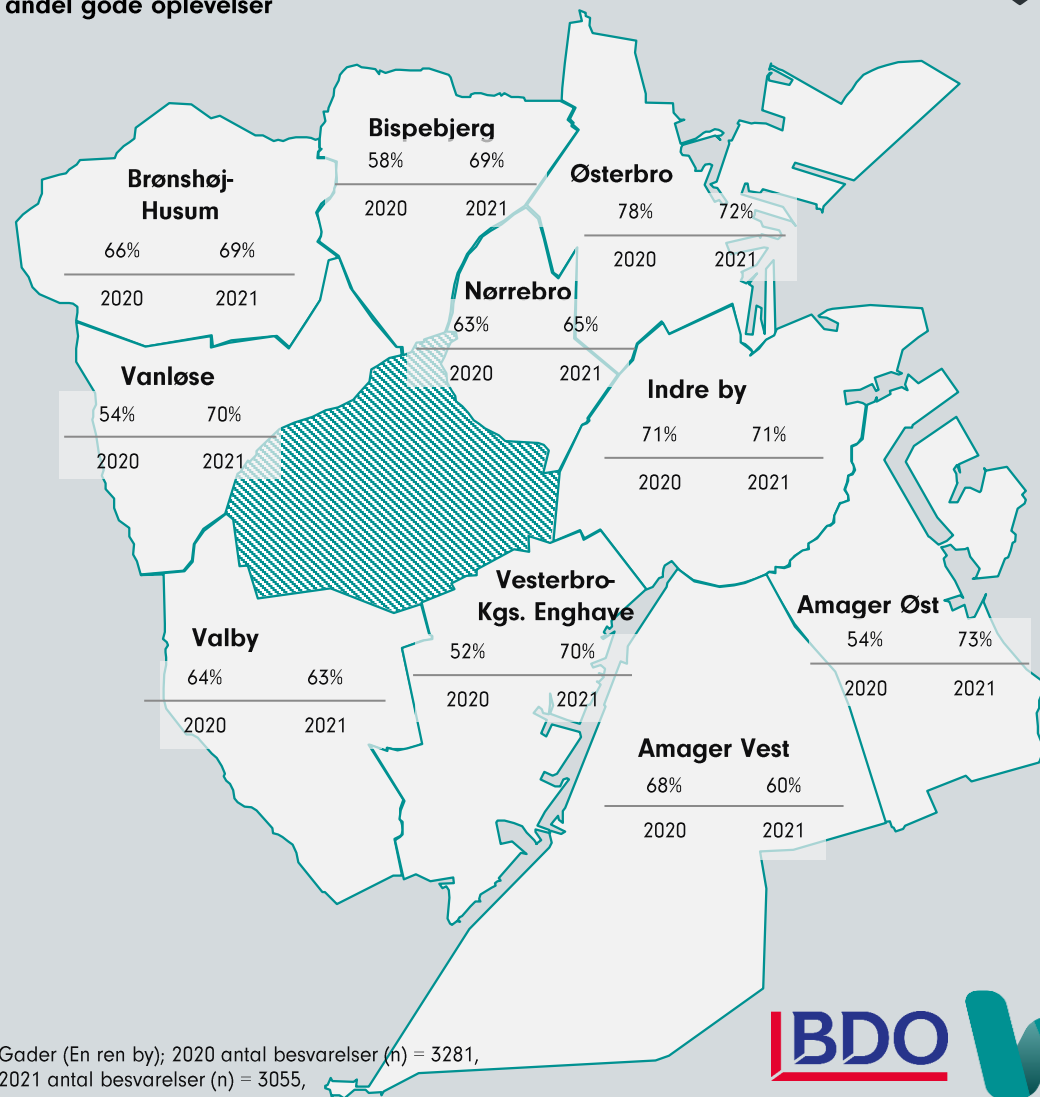 andel gode oplevelser
Bispebjerg
58% 69%
2020 2021
Østerbro
78% 72%
2020 2021
Brønshøj-
Husum
66% 69%
2020 2021
Nørrebro
63% 65%
2020 2021
Vanløse
54% 70%
2020 2021
Indre by
71% 71%
2020 2021
Vesterbro-
Kgs. Enghave
52% 70%
2020 2021
Amager Øst
54% 73%
2020 2021
Valby
64% 63%
2020 2021
Amager Vest
68% 60%
2020 2021
Gader (En ren by); 2020 antal besvarelser (n) = 3281,
2021 antal besvarelser (n) = 3055,
BDO